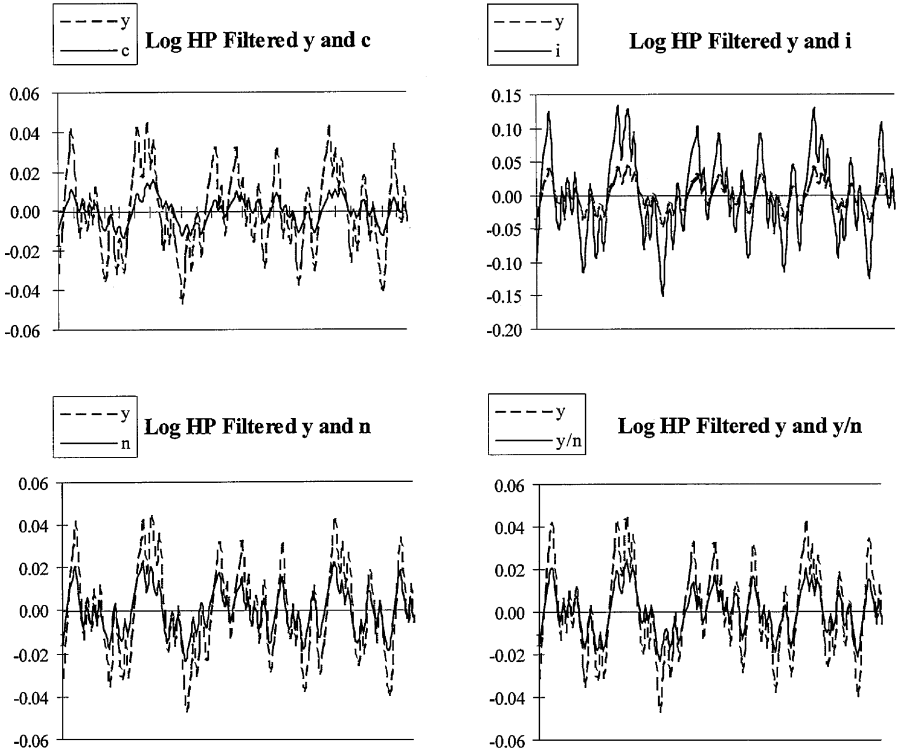 y
c
Log HP Filtered y and c
0.06
0.04
0.02
0.00
-0.02
-0.04
-0.06
y
i
Log HP Filtered y and i
0.15
0.10
0.05
0.00
-0.05
-0.10
-0.15
-0.20
y
n
Log HP Filtered y and n
0.06
0.04
0.02
0.00
-0.02
-0.04
-0.06
y
y/n
Log HP Filtered y and y/n
0.06
0.04
0.02
0.00
-0.02
-0.04
-0.06